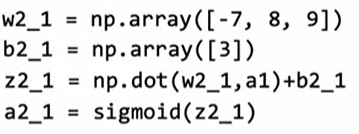 w2_1 = np.array([-7, 8, 9])
b2_1 = np.array([3])
z2_1 = np.dot(w2_1,a1)+b2_1
a2_1 = sigmoid(z2_1)